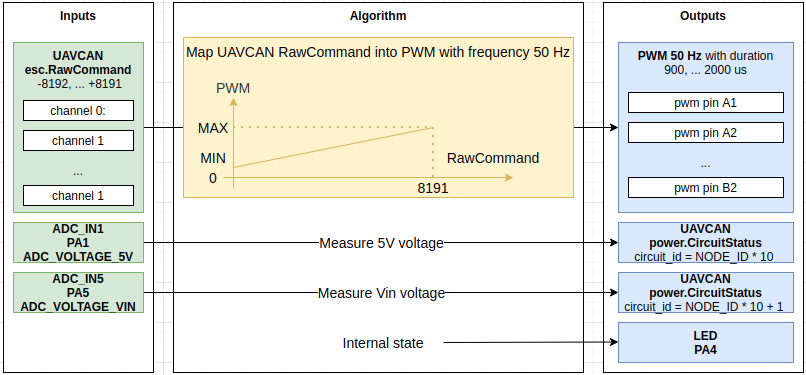 Inputs
UAVCAN
esc.RawCommand
-8192, ... +8191
channel 0:
channel 1
...
channel 1
ADC_IN1
PA1
ADC_VOLTAGE_5V
ADC_IN5
PA5
ADC_VOLTAGE_VIN
Algorithm
Map UAVCAN RawCommand into PWM with frequency 50 Hz
PWM
MAX
MIN
RawCommand
0
8191
Measure 5V voltage
Measure Vin voltage
Internal state
Outputs
PWM 50 Hz with duration
900, ... 2000 us
pwm pin A1
pwm pin A2
...
pwm pin B2
UAVCAN
power.CircuitStatus
circuit_id = NODE_ID * 10
UAVCAN
power.CircuitStatus
circuit_id = NODE_ID * 10 + 1
LED
PA4